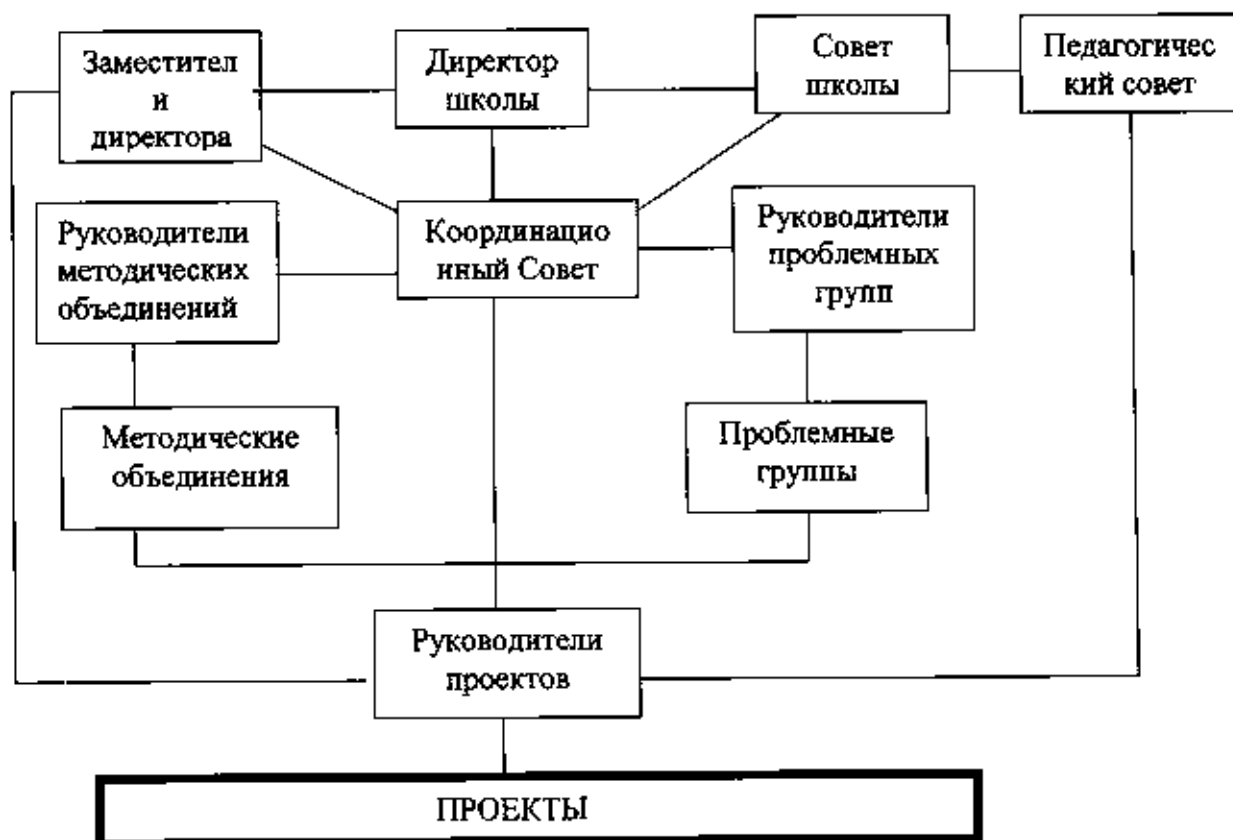 Заместител
и
директора
Директор
школы
Совет
школы
Педагогичес
кий совет
Руководители
методических
объединений
Координацио
нный Совет
Руководители
проблемных
групп
Методические
объединения
Проблемные
группы
Руководители
проектов
ПРОЕКТЫ